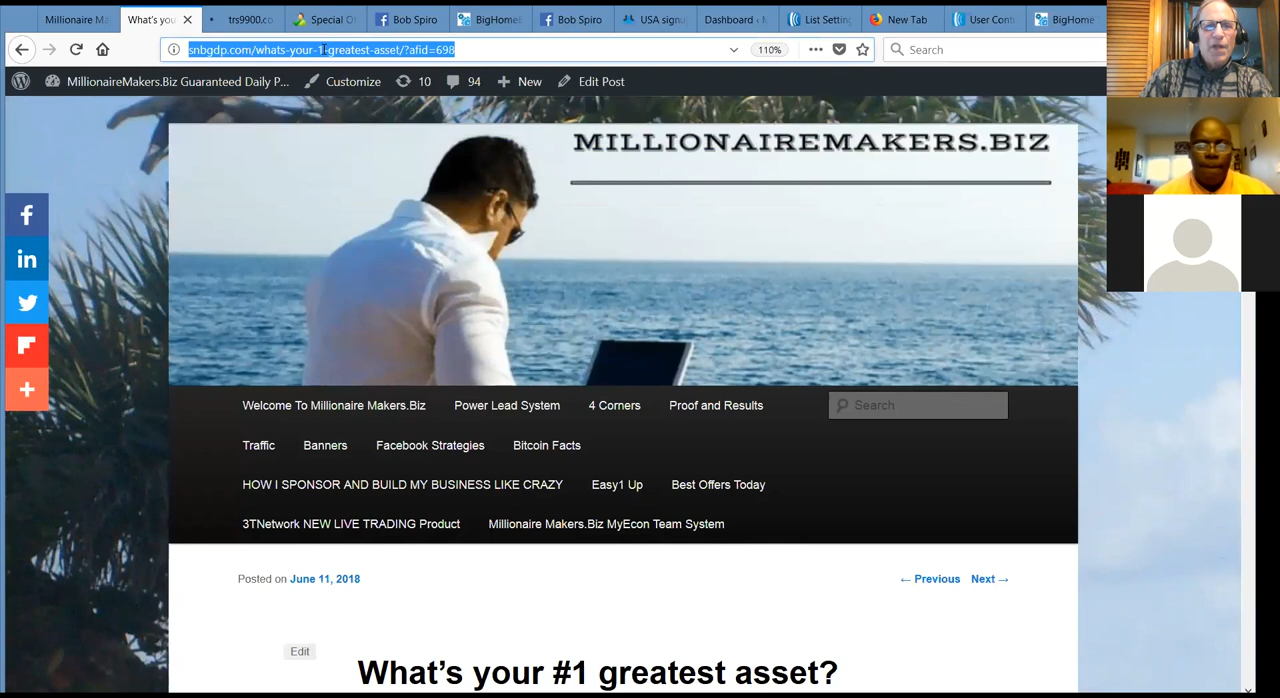 Millionaire Ma
What's you
trs9900.co
Special O
Bob Spiro
BigHome
Bob Spiro
USA signu
Dashboard ‹ M
List Setting
New Tab
User Cont
BigHome
snbgdp.com/whats-your-1-greatest-asset/?afid=698
110%
Search
MillionaireMakers.Biz Guaranteed Daily P...
Customize
10
94
New
Edit Post
MILLIONAIREMAKERS.BIZ
Welcome To Millionaire Makers.Biz
Power Lead System
4 Corners
Proof and Results
Search
Traffic
Banners
Facebook Strategies
Bitcoin Facts
HOW I SPONSOR AND BUILD MY BUSINESS LIKE CRAZY
Easy1 Up
Best Offers Today
3TNetwork NEW LIVE TRADING Product
Millionaire Makers.Biz MyEcon Team System
Posted on June 11, 2018
← Previous
Next →
Edit
What's your #1 greatest asset?